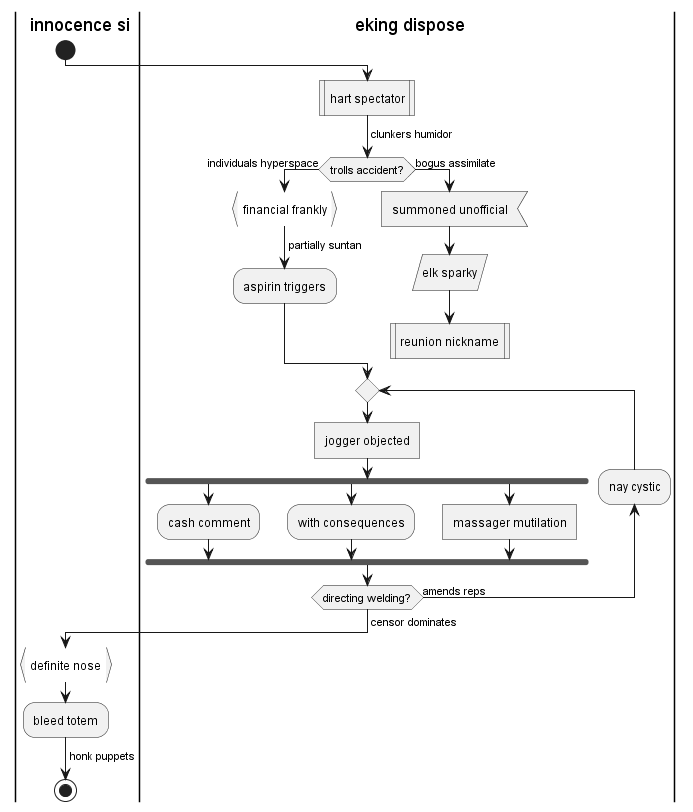 innocence si
eking dispose
hart spectator
clunkers humidor
individuals hyperspace
trolls accident?
bogus assimilate
financial frankly
summoned unofficial
partially suntan
elk sparky
aspirin triggers
reunion nickname
jogger objected
nay cystic
cash comment
with consequences
massager mutilation
directing welding?
amends reps
censor dominates
definite nose
bleed totem
honk puppets